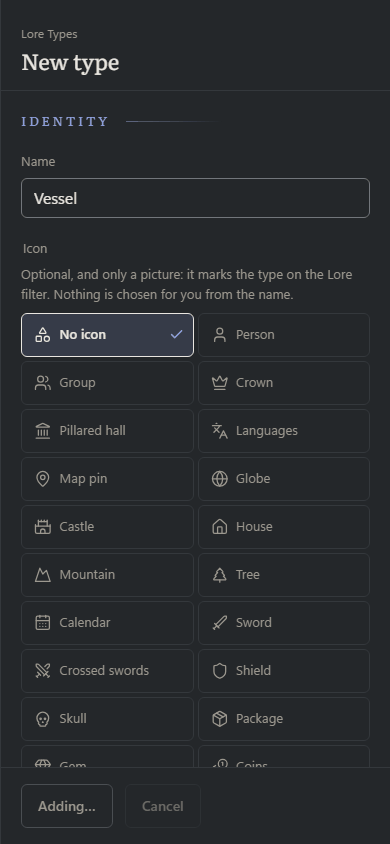 Lore Types
New type
IDENTITY
Name
Vessel
Icon
Optional, and only a picture: it marks the type on the Lore
filter. Nothing is chosen for you from the name.
No icon
Person
Group
Crown
Pillared hall
Languages
Map pin
Globe
Castle
House
Mountain
Tree
Calendar
Sword
Crossed swords
Shield
Skull
Package
Gem
Coins
Adding...
Cancel